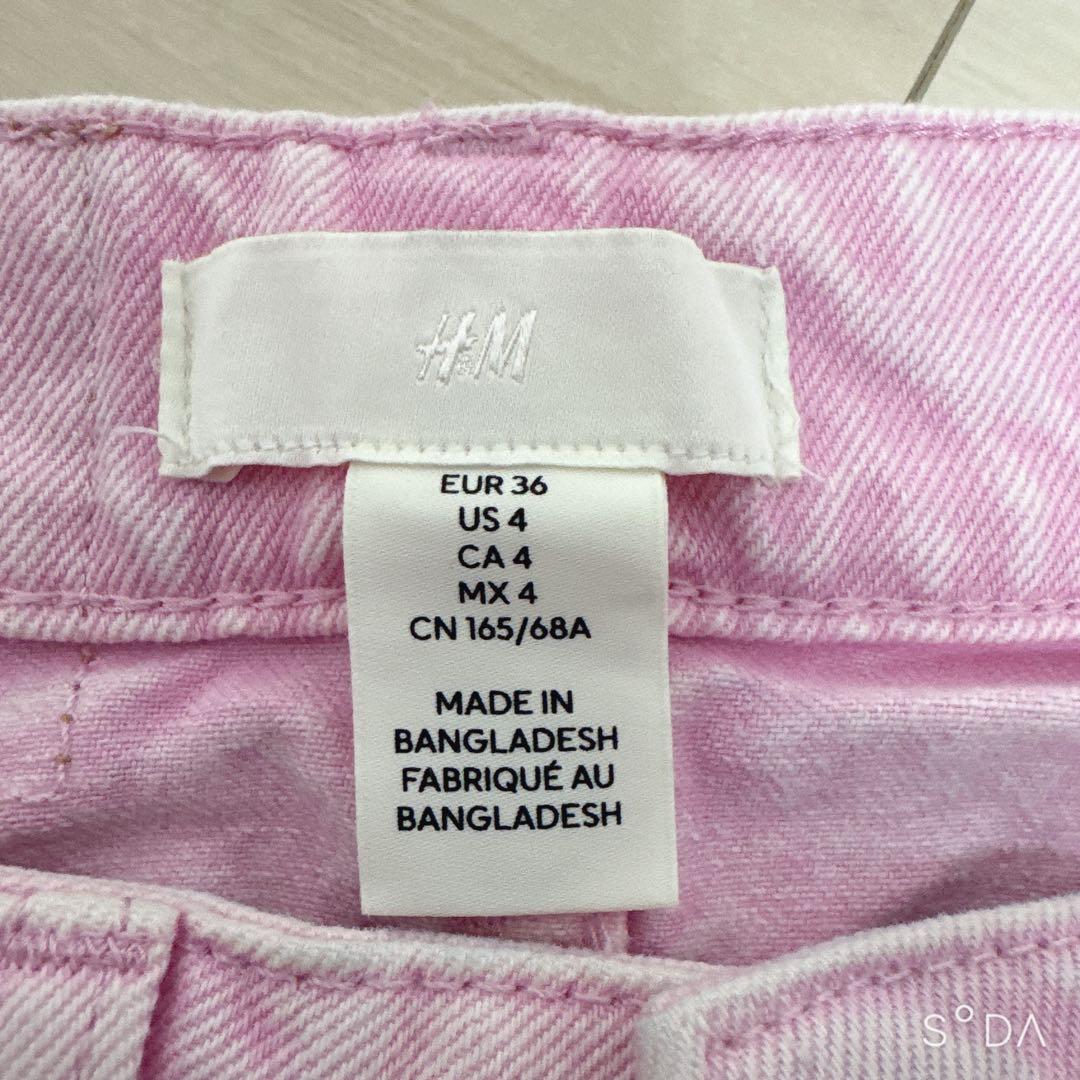 H&M
EUR 36
US 4
CA 4
MX 4
CN 165/68A
MADE IN
BANGLADESH
FABRIQUÉ AU
BANGLADESH
S°DA